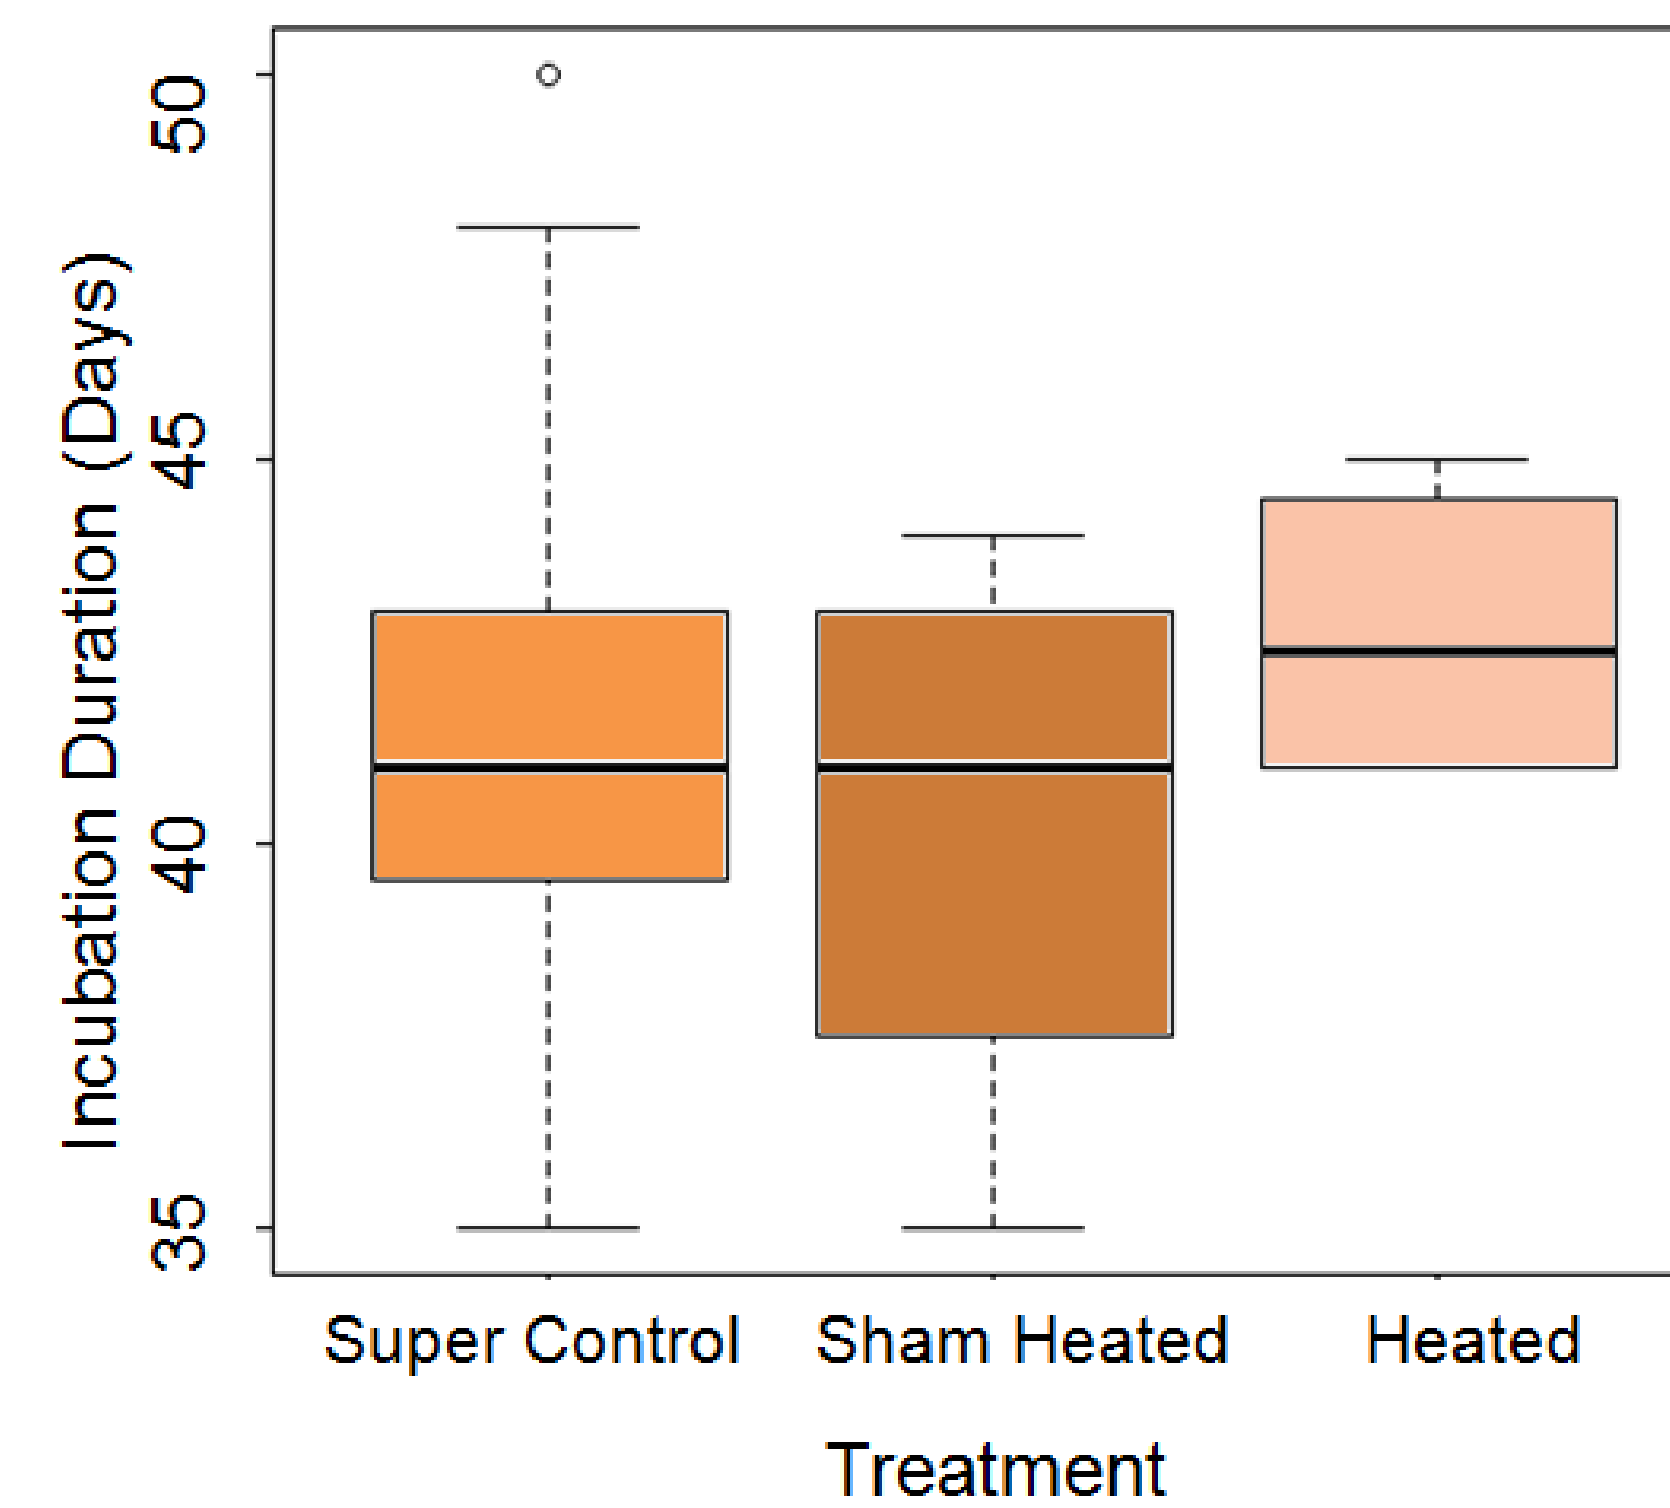 Incubation Duration (Days)
50
45
40
35
Super Control
Sham Heated
Heated
Treatment